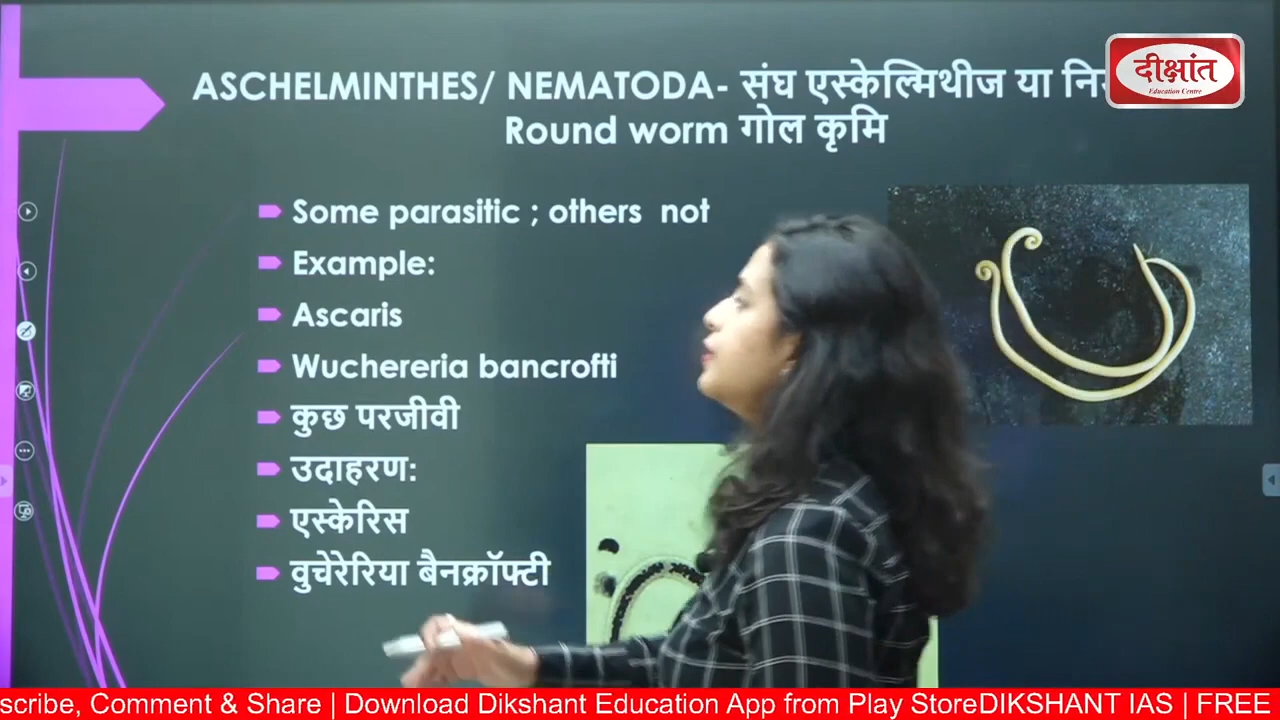 ASCHELMINTHES/ NEMATODA- संघ एस्केल्मिथीज या
Round worm गोल कृमि
दीक्षांत
Education Centre
Some parasitic ; others not
Example:
Ascaris
Wuchereria bancrofti
कुछ परजीवी
उदाहरण:
एस्केरिस
वुचेरेरिया बैनक्रॉफ्टी
scribe, Comment & Share | Download Dikshant Education App from Play StoreDIKSHANT IAS | FREE